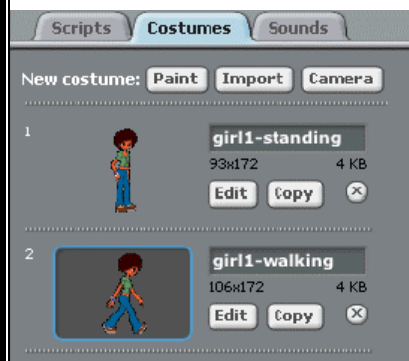 Scripts Costumes Sounds
New costume: Paint Import Camera
1
girl1-standing
93x172 4 KB
Edit Copy
2
girl1-walking
106x172 4 KB
Edit Copy